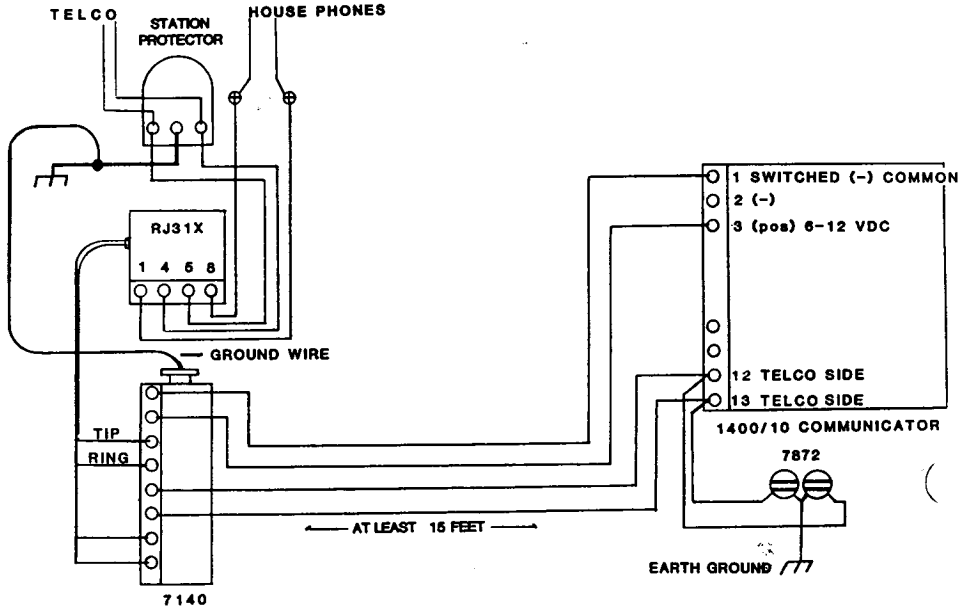 TELCO
STATION
PROTECTOR
HOUSE PHONES
RJ31X
1 4 5 8
GROUND WIRE
TIP
RING
7140
AT LEAST 15 FEET
1 SWITCHED (-) COMMON
2 (-)
3 (pos) 6-12 VDC
12 TELCO SIDE
13 TELCO SIDE
1400/10 COMMUNICATOR
7872
EARTH GROUND